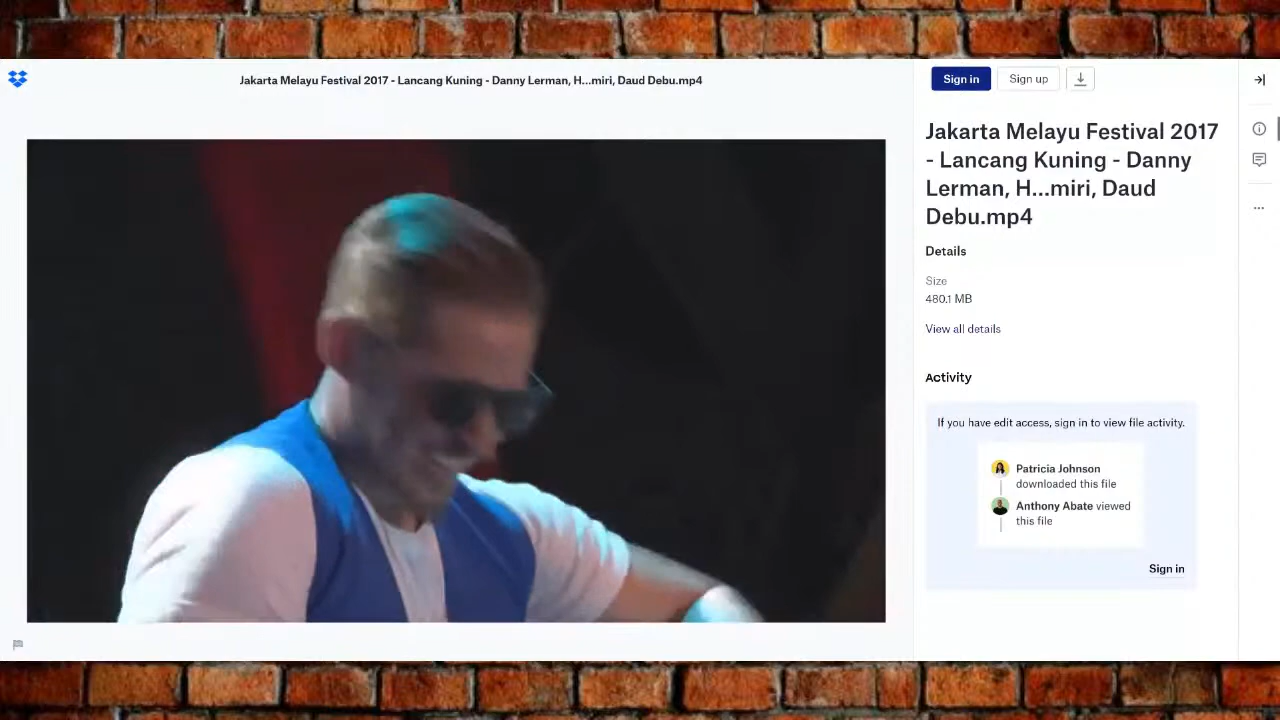 Jakarta Melayu Festival 2017 - Lancang Kuning - Danny Lerman, H...miri, Daud Debu.mp4
Sign in
Sign up
Jakarta Melayu Festival 2017
- Lancang Kuning - Danny
Lerman, H...miri, Daud
Debu.mp4
Details
Size
480.1 MB
View all details
Activity
If you have edit access, sign in to view file activity.
Patricia Johnson
downloaded this file
Anthony Abate viewed
this file
Sign in